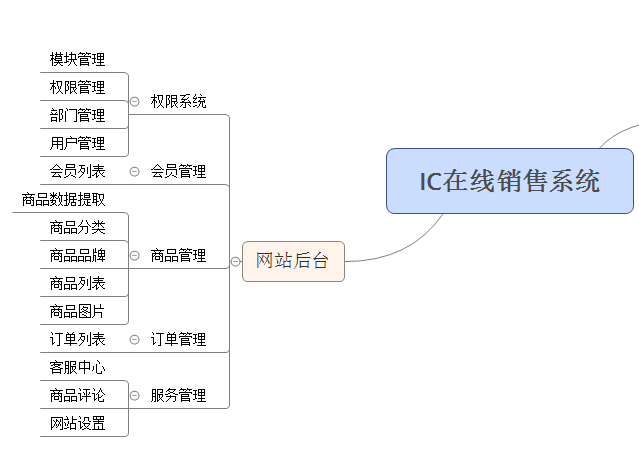 IC在线销售系统
网站后台
权限系统
模块管理
权限管理
部门管理
用户管理
会员管理
会员列表
商品管理
商品数据提取
商品分类
商品品牌
商品列表
商品图片
订单管理
订单列表
服务管理
客服中心
商品评论
网站设置